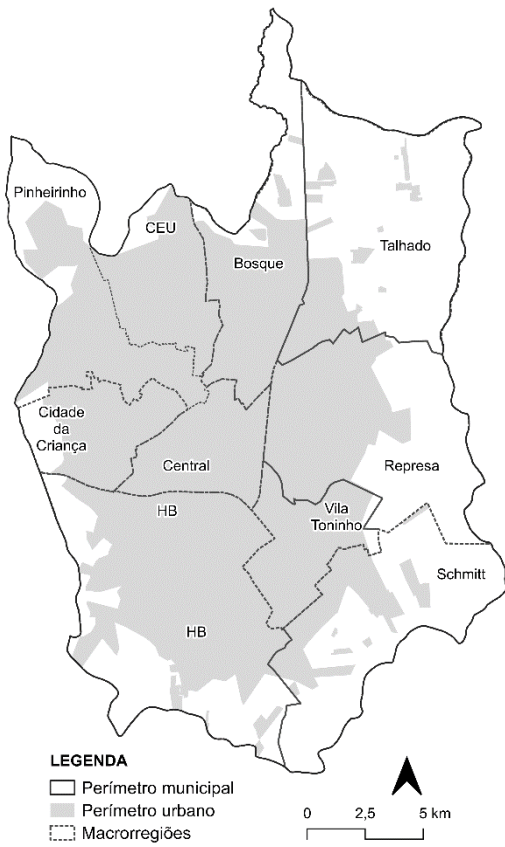 Pinheirinho
CEU
Bosque
Talhado
Cidade
da
Criança
Central
Represa
HB
Vila
Toninho
Schmitt
HB
LEGENDA
Perímetro municipal
Perímetro urbano
Macrorregiões
0 2,5 5 km